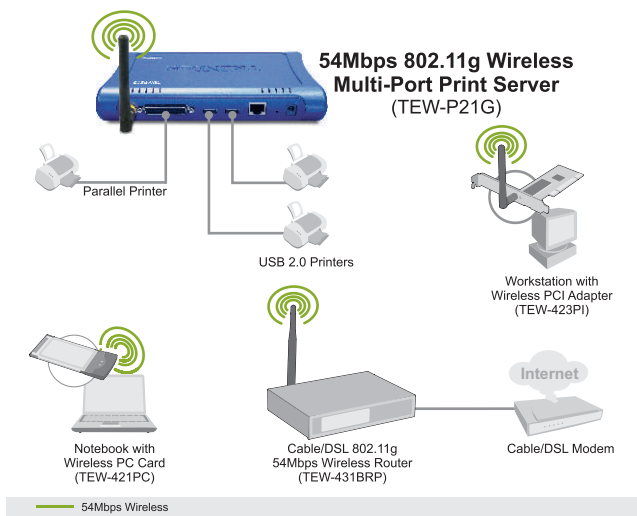 54Mbps 802.11g Wireless
Multi-Port Print Server
(TEW-P21G)
Parallel Printer
USB 2.0 Printers
Workstation with
Wireless PCI Adapter
(TEW-423PI)
Internet
Notebook with
Wireless PC Card
(TEW-421PC)
Cable/DSL 802.11g
54Mbps Wireless Router
(TEW-431BRP)
Cable/DSL Modem
54Mbps Wireless